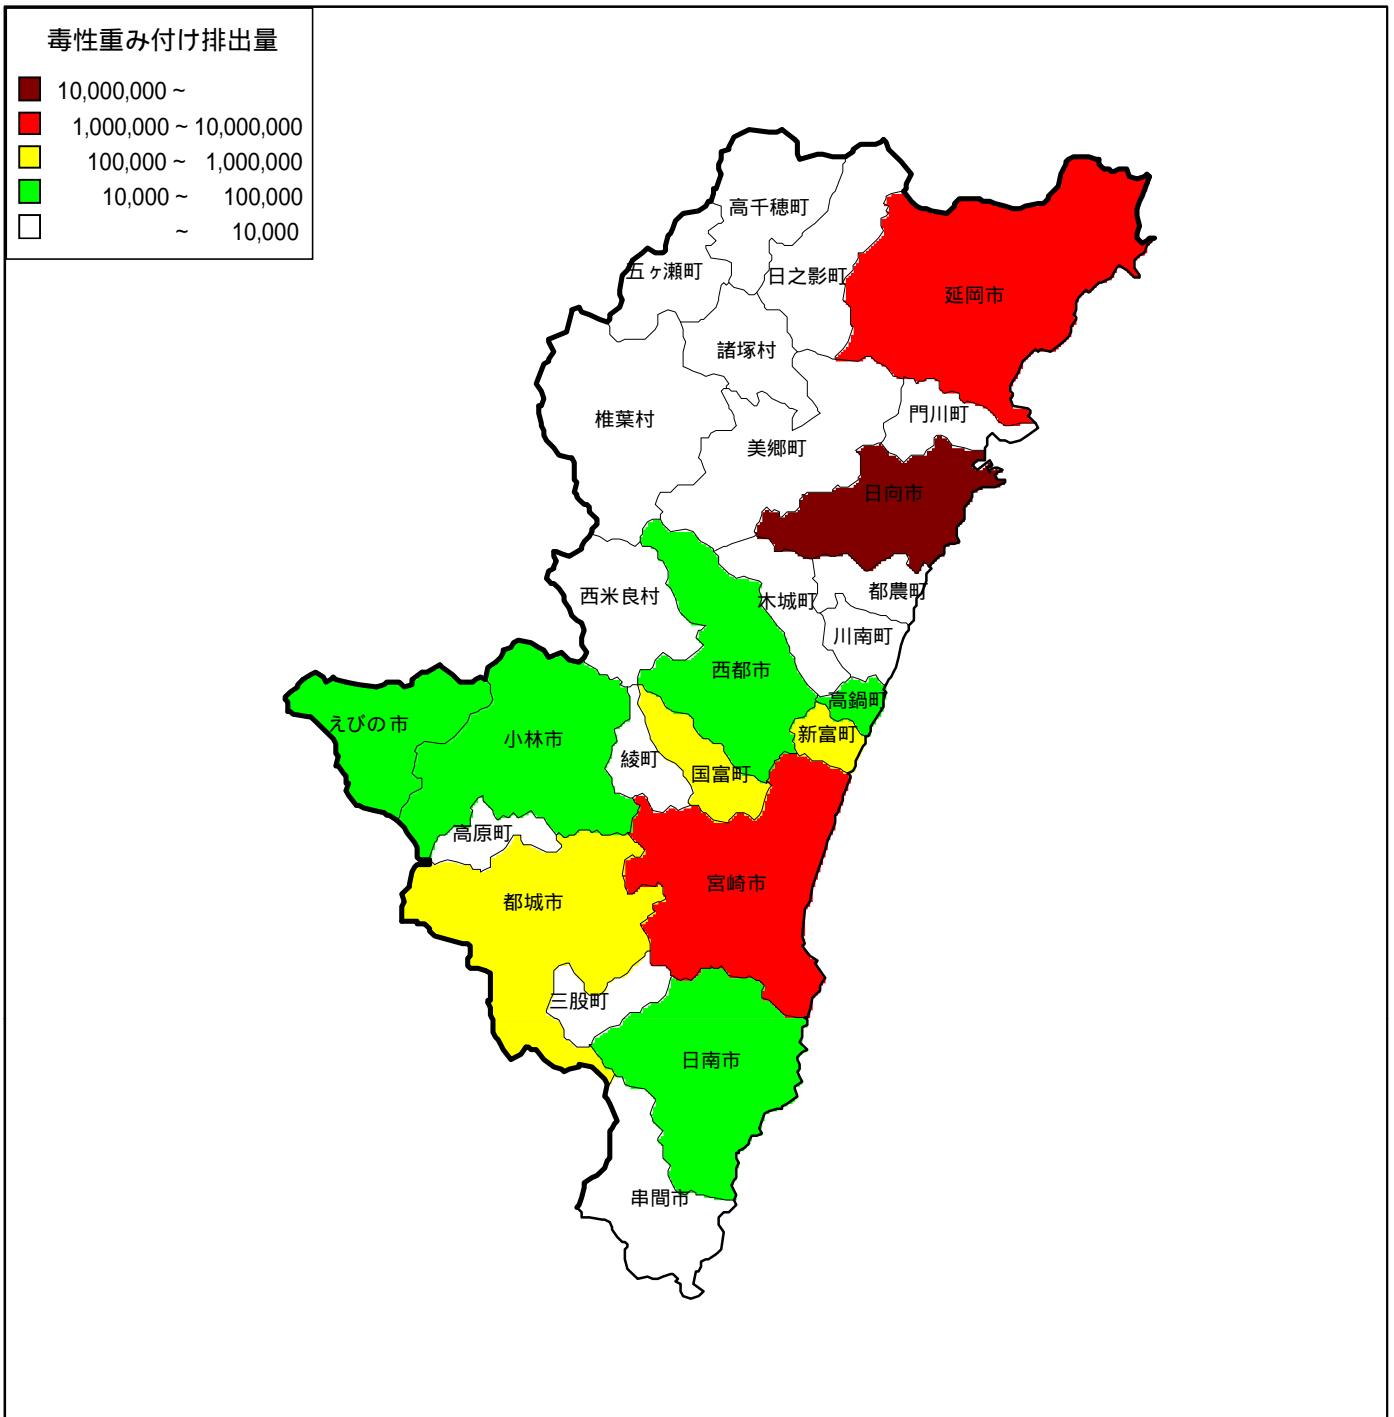 毒性重み付け排出量
10,000,000 ~
1,000,000 ~ 10,000,000
100,000 ~ 1,000,000
10,000 ~ 100,000
~ 10,000
高千穂町
五ヶ瀬町
日之影町
延岡市
諸塚村
椎葉村
門川町
美郷町
日向市
西米良村
木城町
都農町
川南町
西都市
高鍋町
えびの市
小林市
新富町
綾町
国富町
高原町
宮崎市
都城市
三股町
日南市
串間市